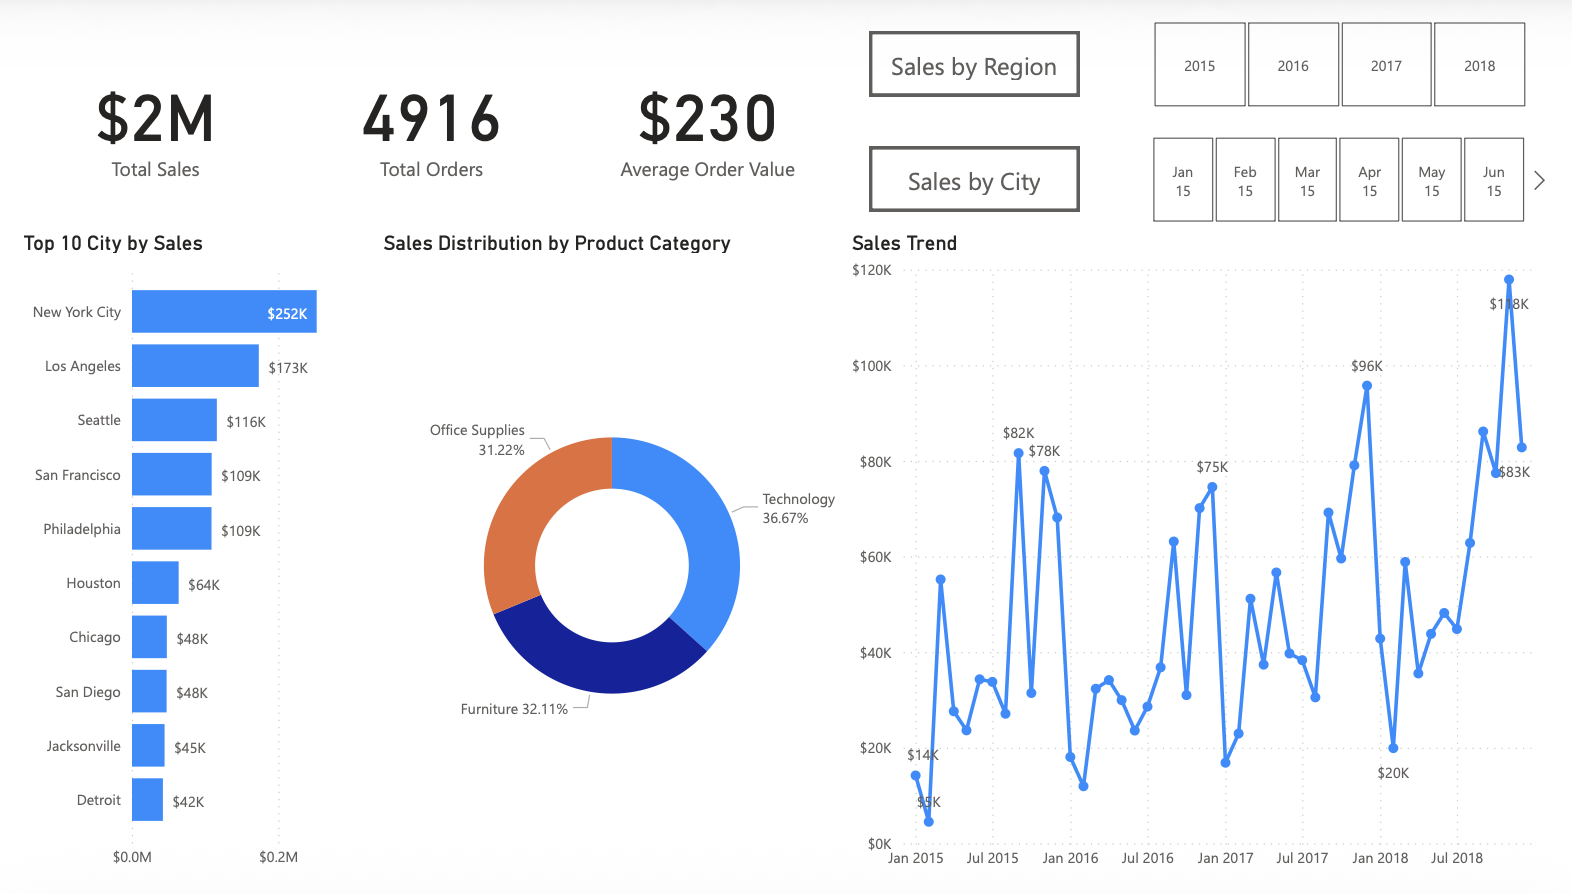 $2M
Total Sales
4916
Total Orders
$230
Average Order Value
Sales by Region
Sales by City
2015
2016
2017
2018
Jan
15
Feb
15
Mar
15
Apr
15
May
15
Jun
15
Top 10 City by Sales
New York City
$252K
Los Angeles
$173K
Seattle
$116K
San Francisco
$109K
Philadelphia
$109K
Houston
$64K
Chicago
$48K
San Diego
$48K
Jacksonville
$45K
Detroit
$42K
$0.0M
$0.2M
Sales Distribution by Product Category
Office Supplies
31.22%
Technology
36.67%
Furniture 32.11%
Sales Trend
$120K
$100K
$80K
$60K
$40K
$20K
$0K
$14K
$5K
$82K
$78K
$75K
$96K
$20K
$118K
$83K
Jan 2015
Jul 2015
Jan 2016
Jul 2016
Jan 2017
Jul 2017
Jan 2018
Jul 2018